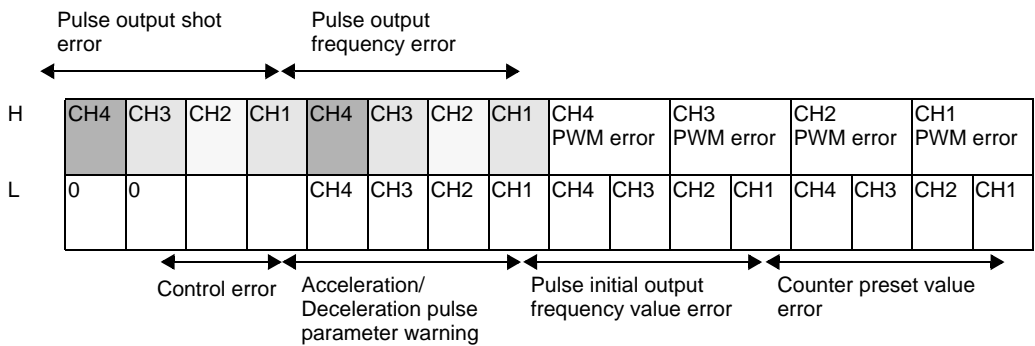 Pulse output shot
error
Pulse output
frequency error
H
CH4 CH3 CH2 CH1 CH4 CH3 CH2 CH1 CH4 CH3 CH2 CH1
PWM error PWM error PWM error PWM error
L
0 0 CH4 CH3 CH2 CH1 CH4 CH3 CH2 CH1 CH4 CH3 CH2 CH1
Control error
Acceleration/
Deceleration pulse
parameter warning
Pulse initial output
frequency value error
Counter preset value
error